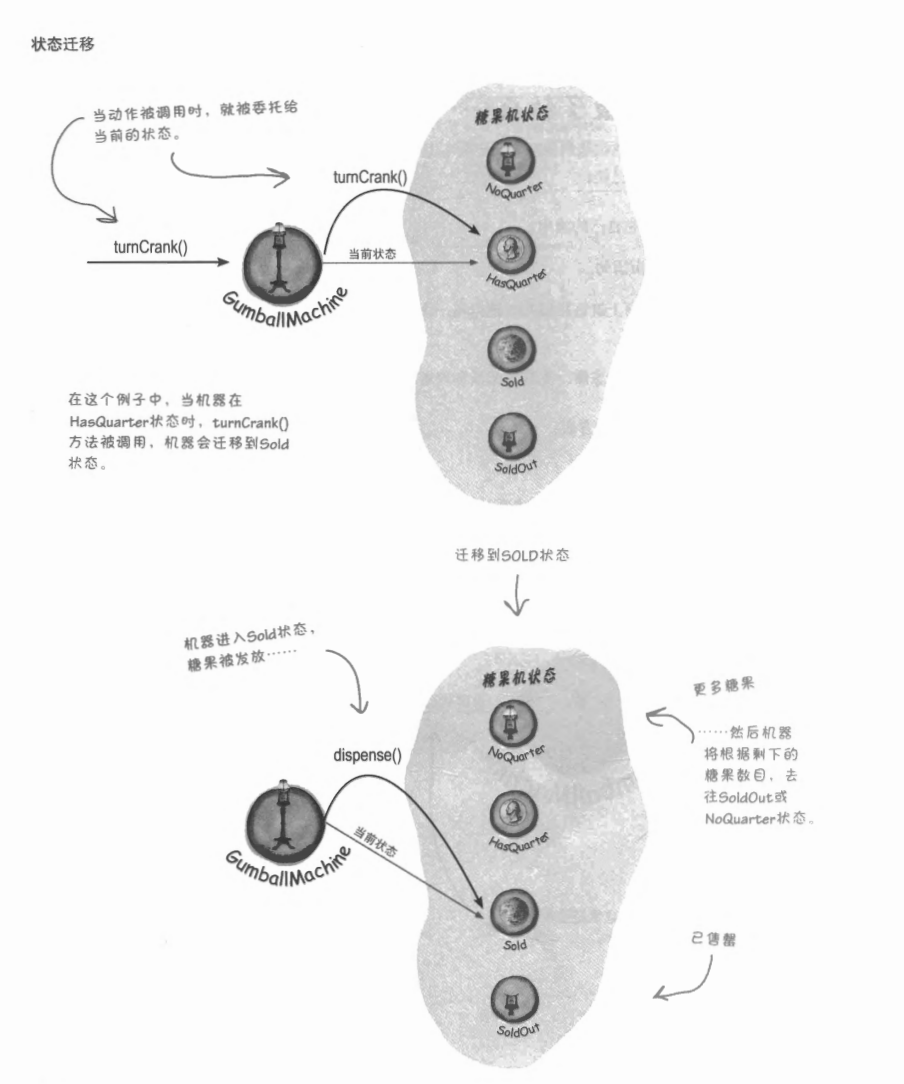 状态迁移
当动作被调用时，就被委托给
当前的状态。
糖果机状态
NoQuarter
turnCrank()
turnCrank()
当前状态
HasQuarter
GumballMachine
Sold
在这个例子中，当机器在
HasQuarter状态时，turnCrank()
方法被调用，机器会迁移到Sold
状态。
SoldOut
迁移到SOLD状态
机器进入Sold状态，
糖果被发放……
糖果机状态
更多糖果
NoQuarter
……然后机器
将根据剩下的
糖果数目，去
往SoldOut或
NoQuarter状态。
dispense()
当前状态
HasQuarter
GumballMachine
Sold
已售罄
SoldOut